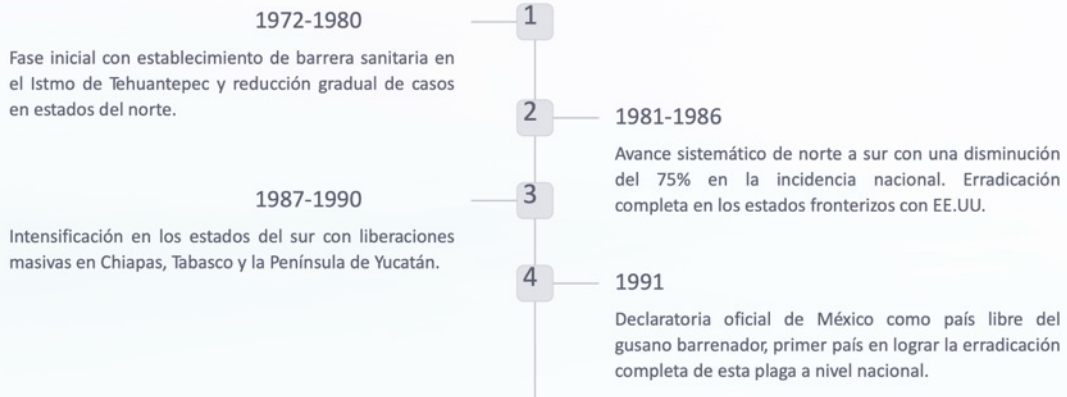 1972-1980
1
Fase inicial con establecimiento de barrera sanitaria en
el Istmo de Tehuantepec y reducción gradual de casos
en estados del norte.
2
1981-1986
Avance sistemático de norte a sur con una disminución
del 75% en la incidencia nacional. Erradicación
completa en los estados fronterizos con EE.UU.
1987-1990
3
Intensificación en los estados del sur con liberaciones
masivas en Chiapas, Tabasco y la Península de Yucatán.
4
1991
Declaratoria oficial de México como país libre del
gusano barrenador, primer país en lograr la erradicación
completa de esta plaga a nivel nacional.